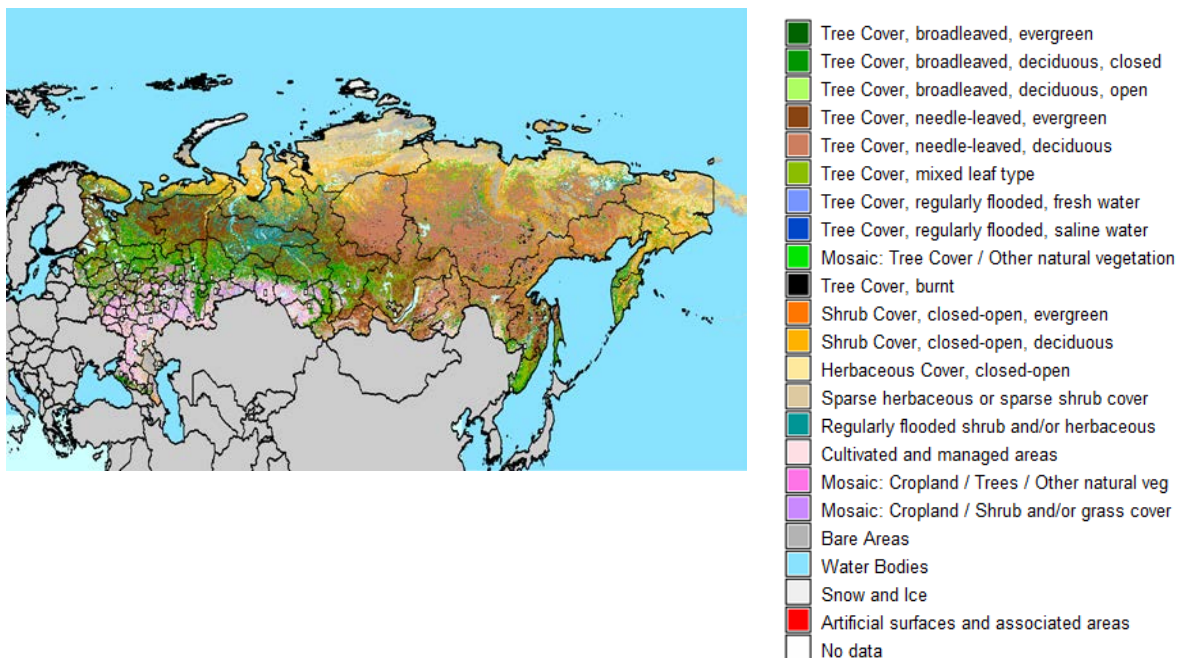 Tree Cover, broadleaved, evergreen
Tree Cover, broadleaved, deciduous, closed
Tree Cover, broadleaved, deciduous, open
Tree Cover, needle-leaved, evergreen
Tree Cover, needle-leaved, deciduous
Tree Cover, mixed leaf type
Tree Cover, regularly flooded, fresh water
Tree Cover, regularly flooded, saline water
Mosaic: Tree Cover / Other natural vegetation
Tree Cover, burnt
Shrub Cover, closed-open, evergreen
Shrub Cover, closed-open, deciduous
Herbaceous Cover, closed-open
Sparse herbaceous or sparse shrub cover
Regularly flooded shrub and/or herbaceous
Cultivated and managed areas
Mosaic: Cropland / Trees / Other natural veg
Mosaic: Cropland / Shrub and/or grass cover
Bare Areas
Water Bodies
Snow and Ice
Artificial surfaces and associated areas
No data